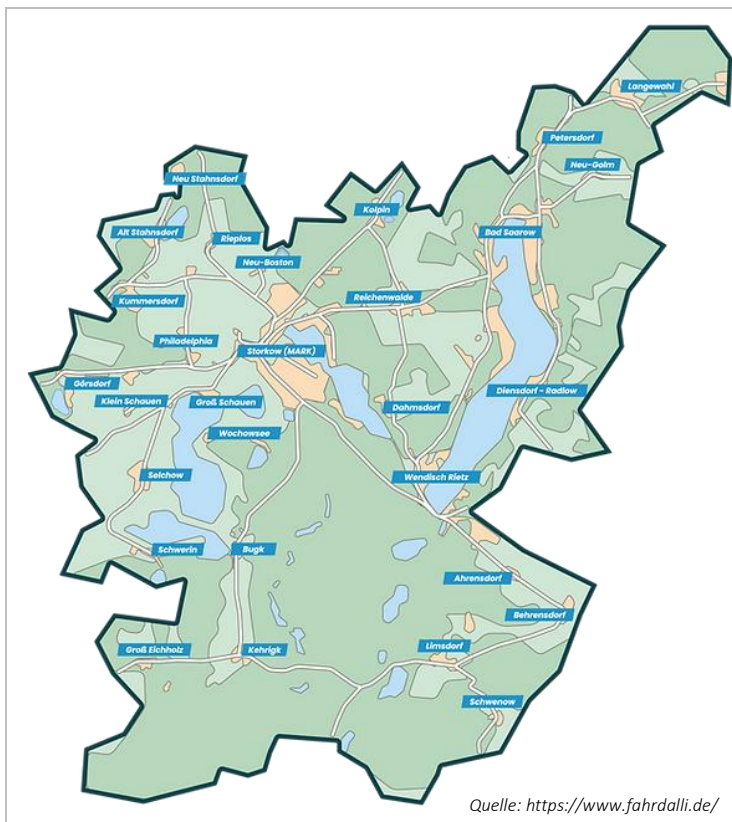 Langewahl
Petersdorf
Neu-Golm
Neu Stahnsdorf
Kolpin
Alt Stahnsdorf
Rieplos
Bad Saarow
Neu-Boston
Kummersdorf
Reichenwalde
Philadelphia
Storkow (MARK)
Görsdorf
Diensdorf - Radlow
Klein Schauen
Groß Schauen
Dahmsdorf
Wochowsee
Selchow
Wendisch Rietz
Schwerin
Bugk
Ahrensdorf
Behrensdorf
Groß Eichholz
Kehrigk
Limsdorf
Schwenow
Quelle: https://www.fahrdalli.de/